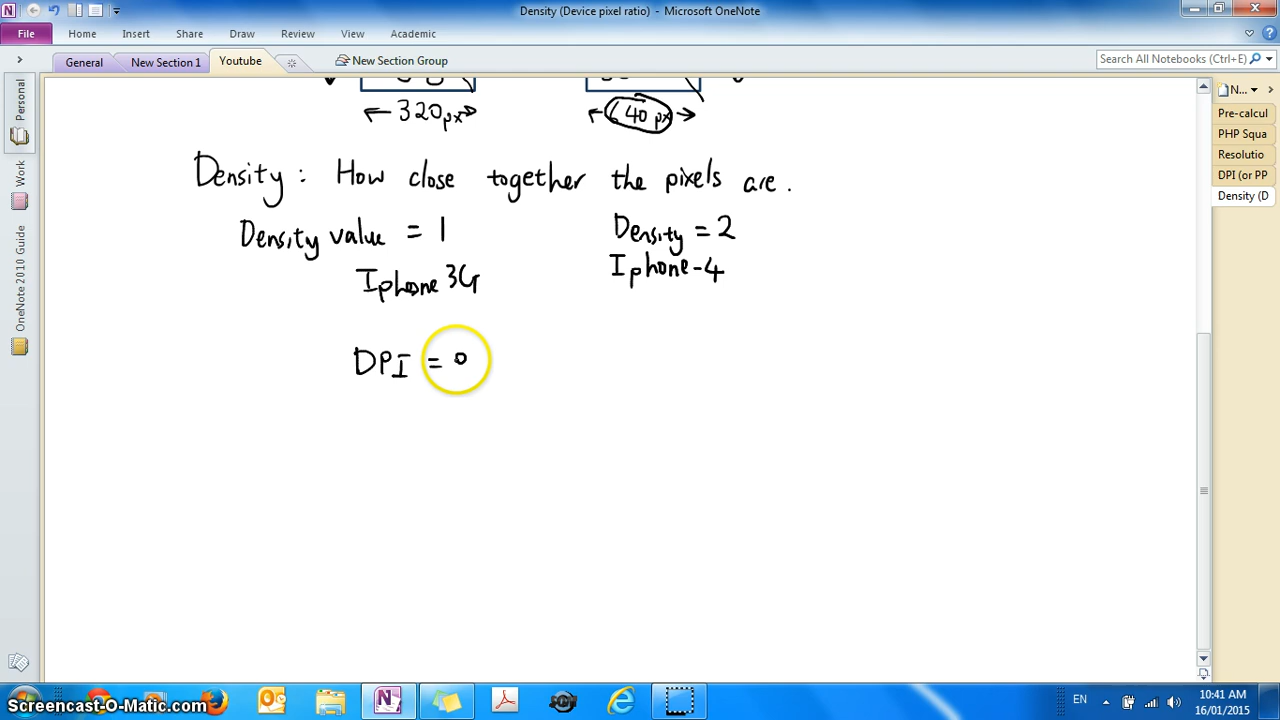 Density (Device pixel ratio) - Microsoft OneNote
File Home Insert Share Draw Review View Academic
General New Section 1 Youtube New Section Group
Search All Notebooks (Ctrl+E)
N...
Personal
Work
OneNote 2010 Guide
Pre-calcul
PHP Squa
Resolutio
DPI (or PP
Density (D
320px
640 px
Density : How close together the pixels are .
Density value = 1
Density = 2
Iphone 3G
Iphone-4
DPI =
EN
10:41 AM
16/01/2015
Screencast-O-Matic.com